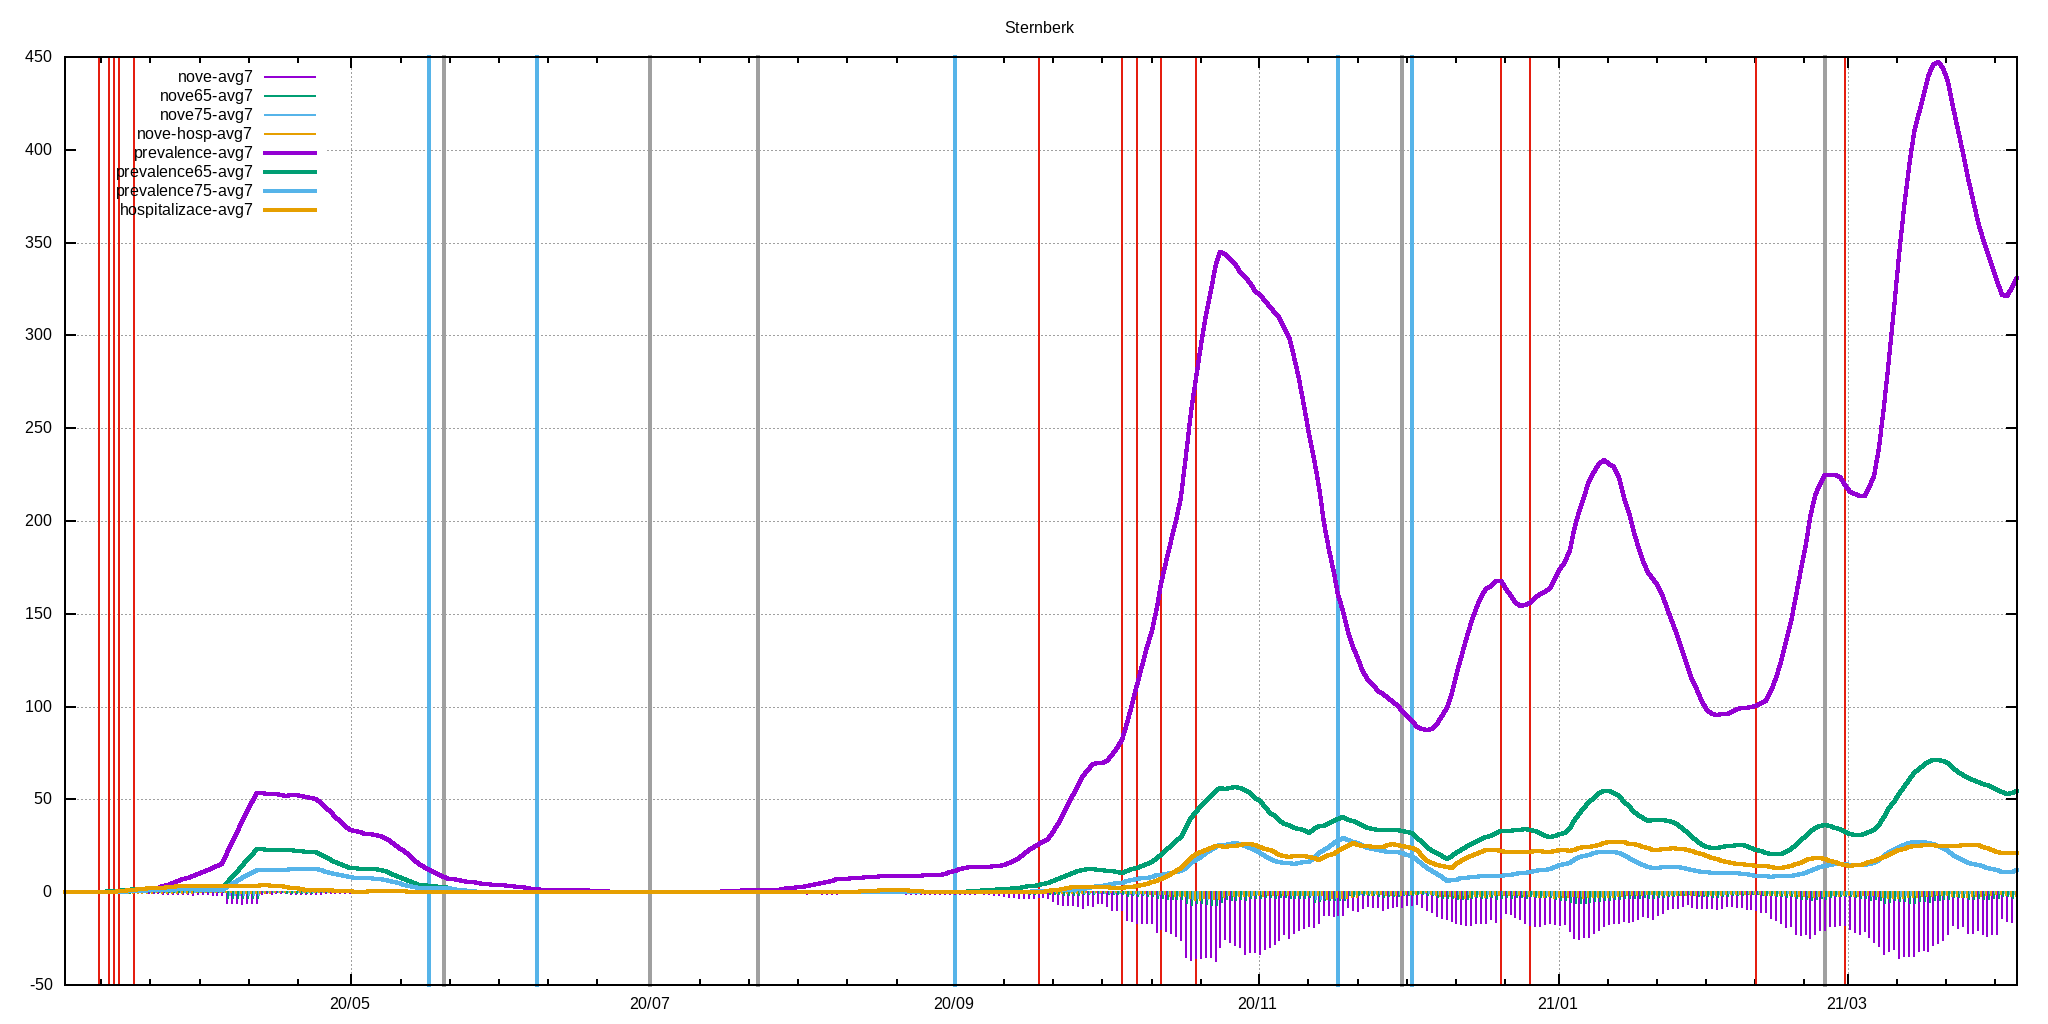 Sternberk
450
400
350
300
250
200
150
100
50
0
-50
nove-avg7
nove65-avg7
nove75-avg7
nove-hosp-avg7
prevalence-avg7
prevalence65-avg7
prevalence75-avg7
hospitalizace-avg7
20/05
20/07
20/09
20/11
21/01
21/03